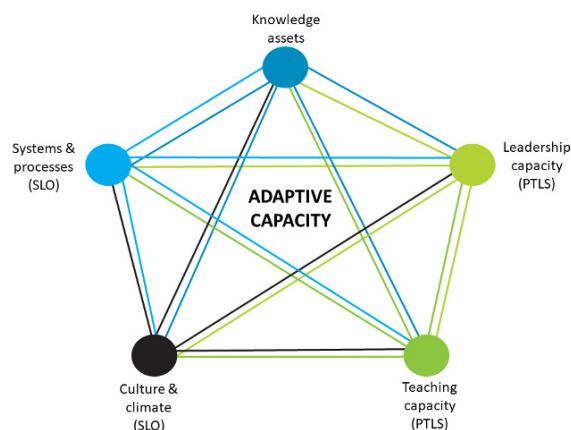 Knowledge
assets
Systems &
processes
(SLO)
Leadership
capacity
(PTLS)
ADAPTIVE
CAPACITY
Culture &
climate
(SLO)
Teaching
capacity
(PTLS)